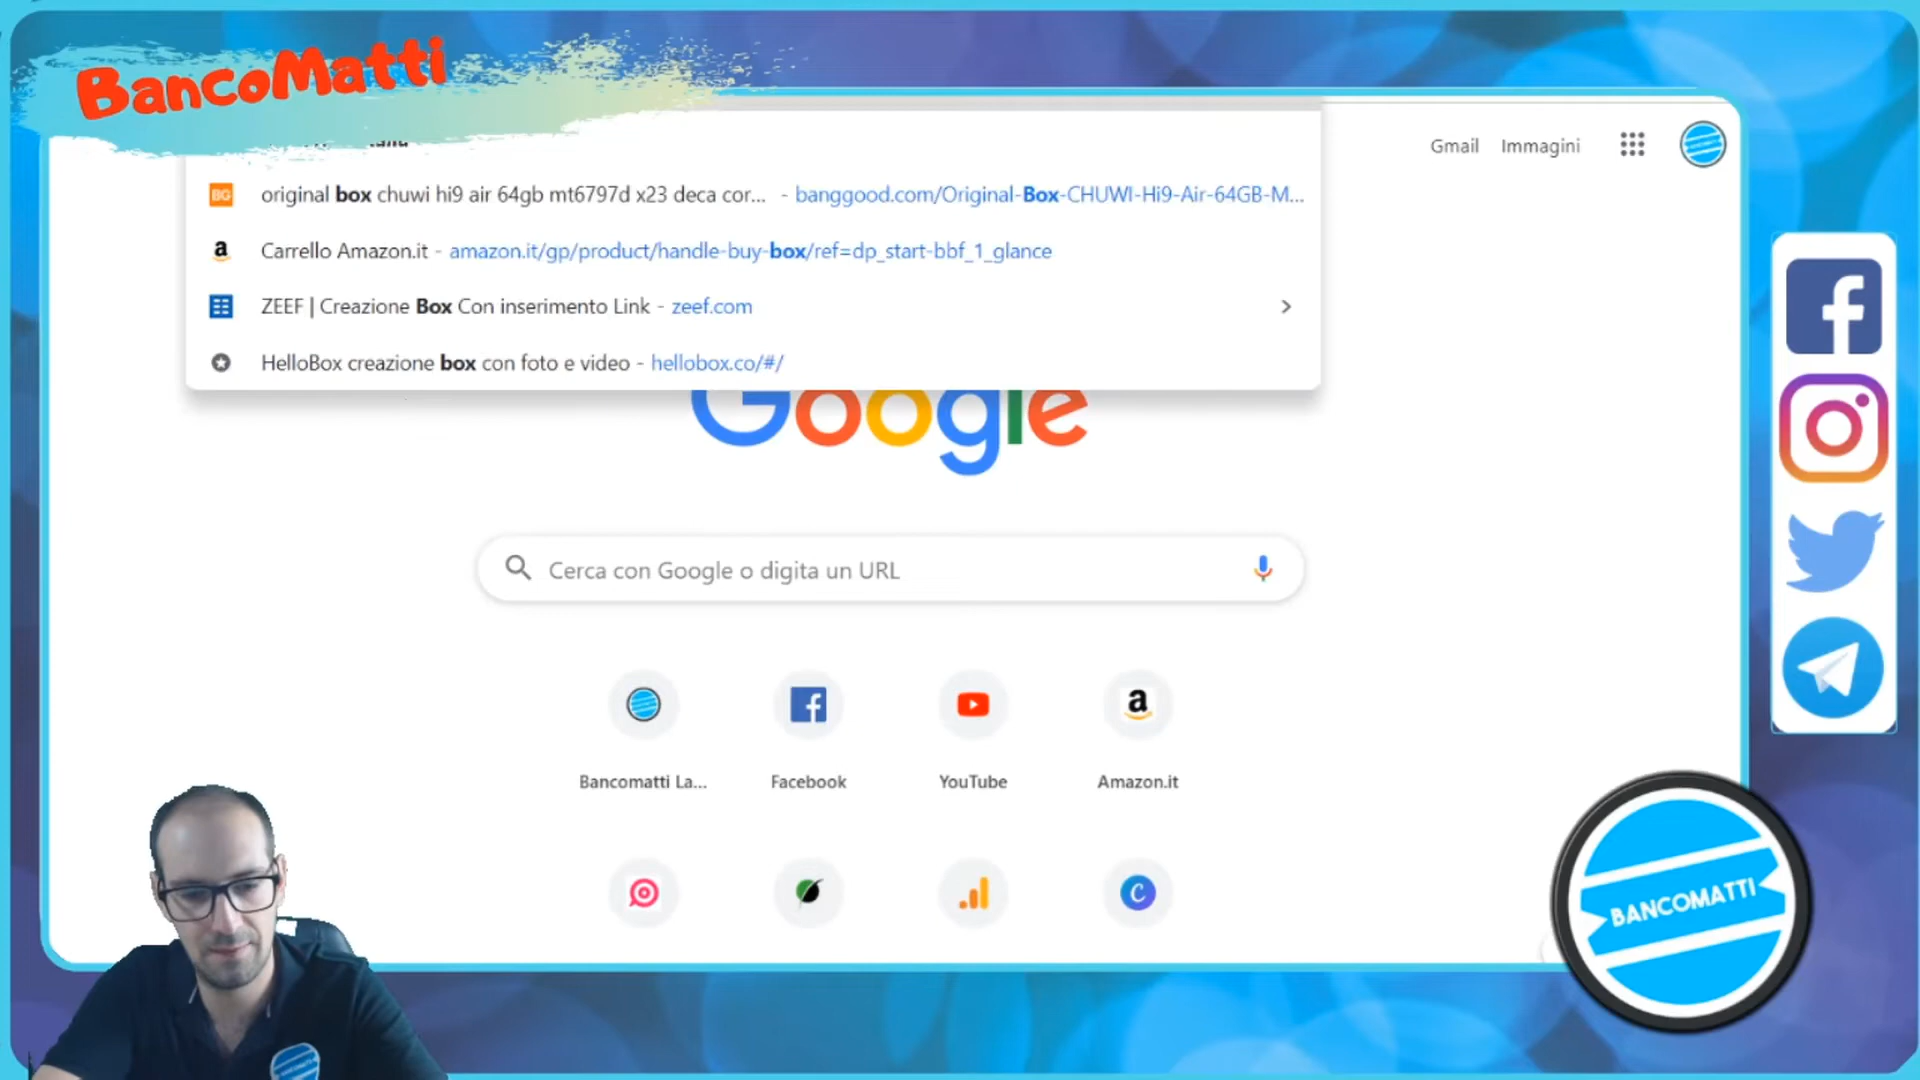 BancoMatti
Gmail Immagini
original box chuwi hi9 air 64gb mt6797d x23 deca cor... - banggood.com/Original-Box-CHUWI-Hi9-Air-64GB-M...
Carrello Amazon.it - amazon.it/gp/product/handle-buy-box/ref=dp_start-bbf_1_glance
ZEEF | Creazione Box Con inserimento Link - zeef.com
HelloBox creazione box con foto e video - hellobox.co/#/
Google
Cerca con Google o digita un URL
Bancomatti La... Facebook YouTube Amazon.it
BANCOMATTI